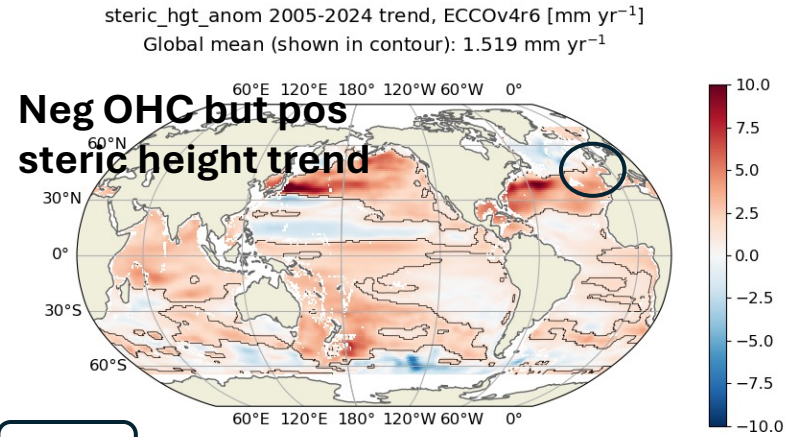 steric_hgt_anom 2005-2024 trend, ECCOv4r6 [mm yr⁻¹]
Global mean (shown in contour): 1.519 mm yr⁻¹
60°E 120°E 180° 120°W 60°W 0°
Neg OHC but pos
steric height trend
60°N
30°N
0°
30°S
60°S
60°E 120°E 180° 120°W 60°W 0°
10.0
7.5
5.0
2.5
0.0
−2.5
−5.0
−7.5
−10.0